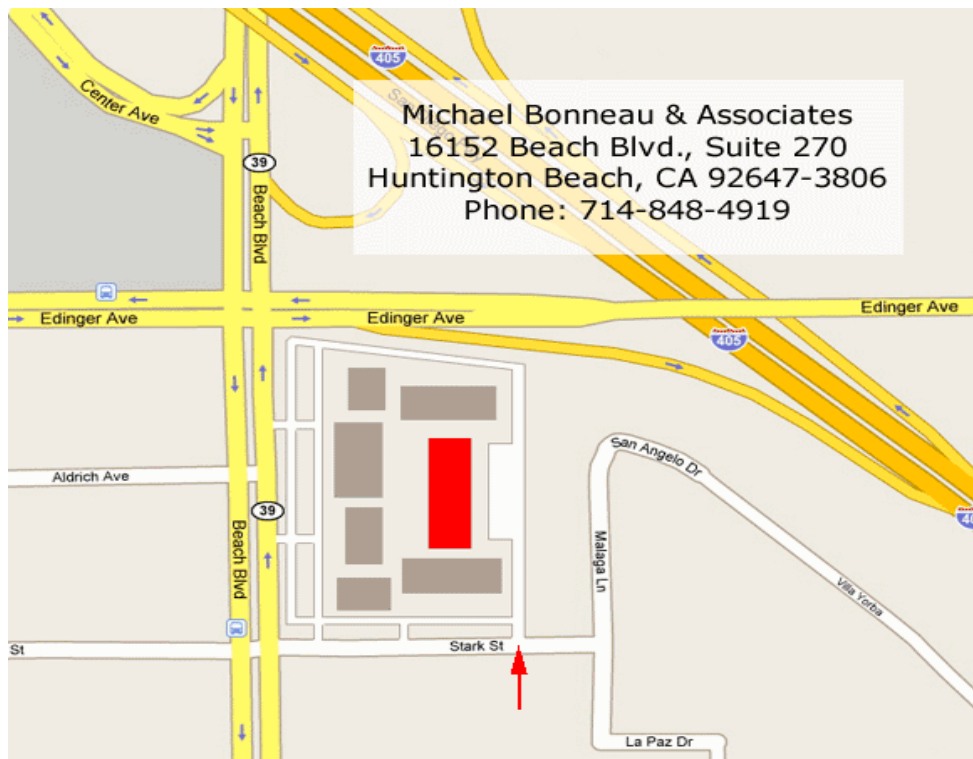 Center Ave
405
Michael Bonneau & Associates
16152 Beach Blvd., Suite 270
Huntington Beach, CA 92647-3806
Phone: 714-848-4919
39
Beach Blvd
Edinger Ave
Edinger Ave
Edinger Ave
405
San Angelo Dr
Aldrich Ave
39
Beach Blvd
Malaga Ln
Villa Yorba
St
Stark St
La Paz Dr